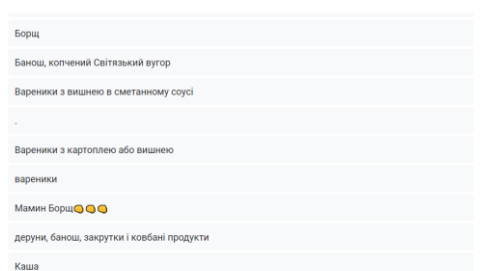 Борщ
Банош, копчений Світязький вугор
Вареники з вишнею в сметанному соусі
.
Вареники з картоплею або вишнею
вареники
Мамин Борщ🤜🤜🤜
деруни, банош, закрутки і ковбані продукти
Каша